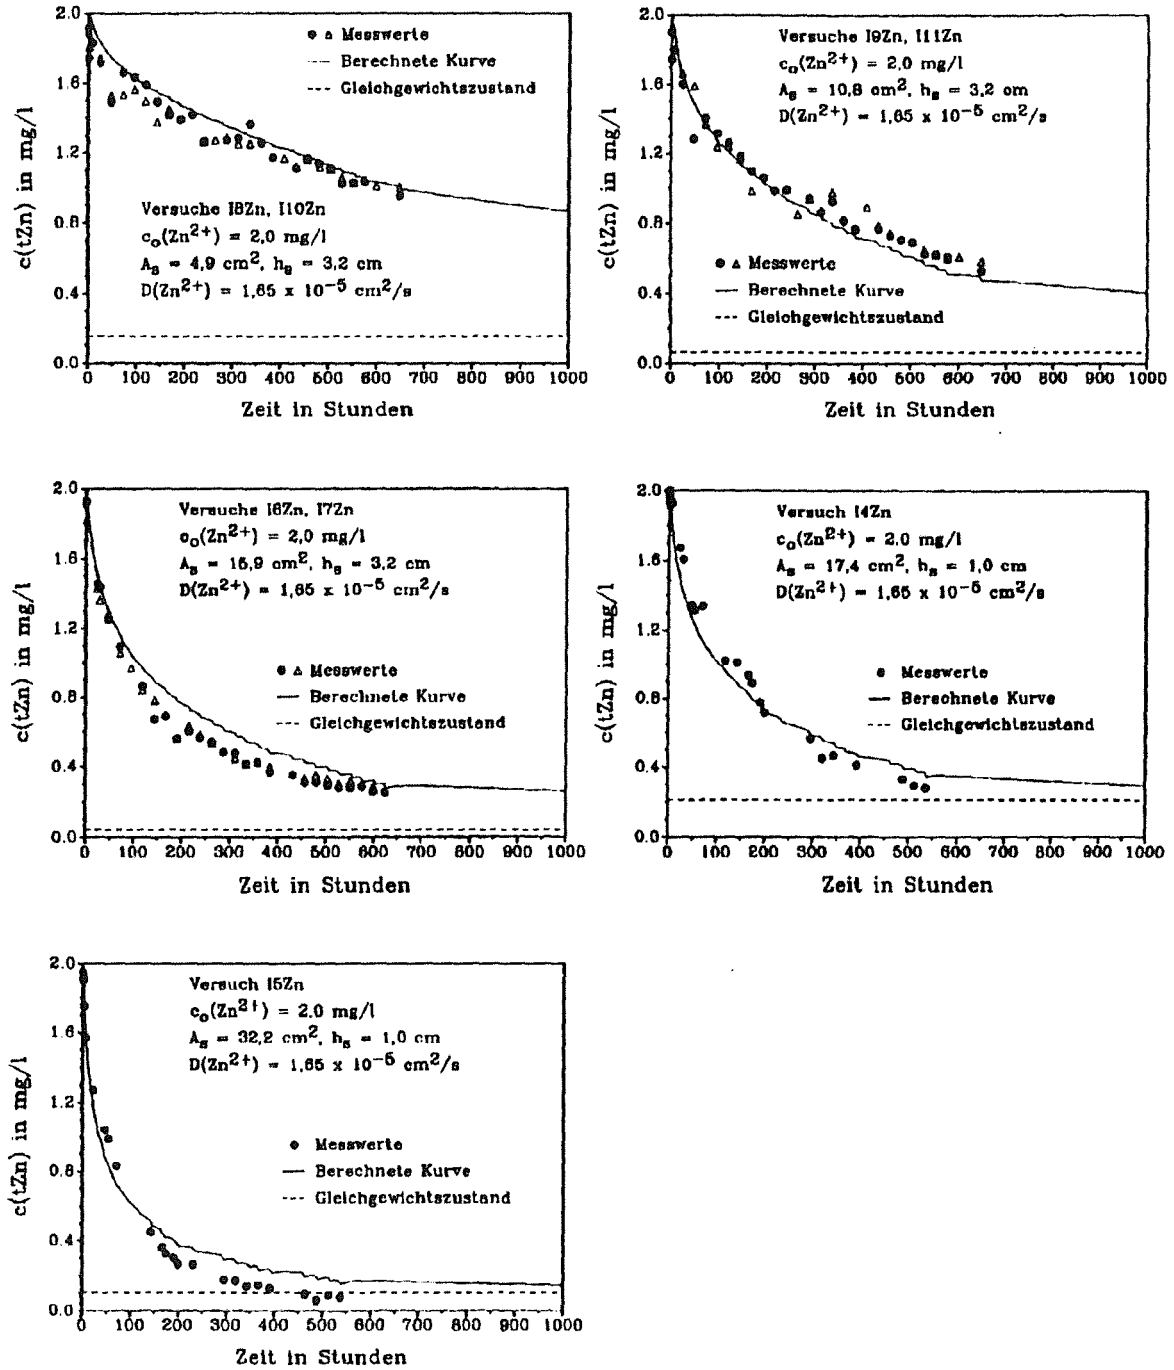 2.0
1.6
1.2
0.8
0.4
0.0
c(tZn) in mg/l
Messwerte
Berechnete Kurve
Gleichgewichtszustand
Versuche I8Zn, I10Zn
c₀(Zn²⁺) = 2,0 mg/l
Aₛ = 4,9 cm², hₛ = 3,2 cm
D(Zn²⁺) = 1,65 x 10⁻⁵ cm²/s
0 100 200 300 400 500 600 700 800 900 1000
Zeit in Stunden
2.0
1.6
1.2
0.8
0.4
0.0
c(tZn) in mg/l
Versuche I9Zn, I11Zn
c₀(Zn²⁺) = 2,0 mg/l
Aₛ = 10,8 cm², hₛ = 3,2 cm
D(Zn²⁺) = 1,65 x 10⁻⁵ cm²/s
Messwerte
Berechnete Kurve
Gleichgewichtszustand
0 100 200 300 400 500 600 700 800 900 1000
Zeit in Stunden
2.0
1.6
1.2
0.8
0.4
0.0
c(tZn) in mg/l
Versuche I6Zn, I7Zn
c₀(Zn²⁺) = 2,0 mg/l
Aₛ = 15,9 cm², hₛ = 3,2 cm
D(Zn²⁺) = 1,65 x 10⁻⁵ cm²/s
Messwerte
Berechnete Kurve
Gleichgewichtszustand
0 100 200 300 400 500 600 700 800 900 1000
Zeit in Stunden
2.0
1.6
1.2
0.8
0.4
0.0
c(tZn) in mg/l
Versuch I4Zn
c₀(Zn²⁺) = 2,0 mg/l
Aₛ = 17,4 cm², hₛ = 1,0 cm
D(Zn²⁺) = 1,65 x 10⁻⁵ cm²/s
Messwerte
Berechnete Kurve
Gleichgewichtszustand
0 100 200 300 400 500 600 700 800 900 1000
Zeit in Stunden
2.0
1.6
1.2
0.8
0.4
0.0
c(tZn) in mg/l
Versuch I5Zn
c₀(Zn²⁺) = 2,0 mg/l
Aₛ = 32,2 cm², hₛ = 1,0 cm
D(Zn²⁺) = 1,65 x 10⁻⁵ cm²/s
Messwerte
Berechnete Kurve
Gleichgewichtszustand
0 100 200 300 400 500 600 700 800 900 1000
Zeit in Stunden